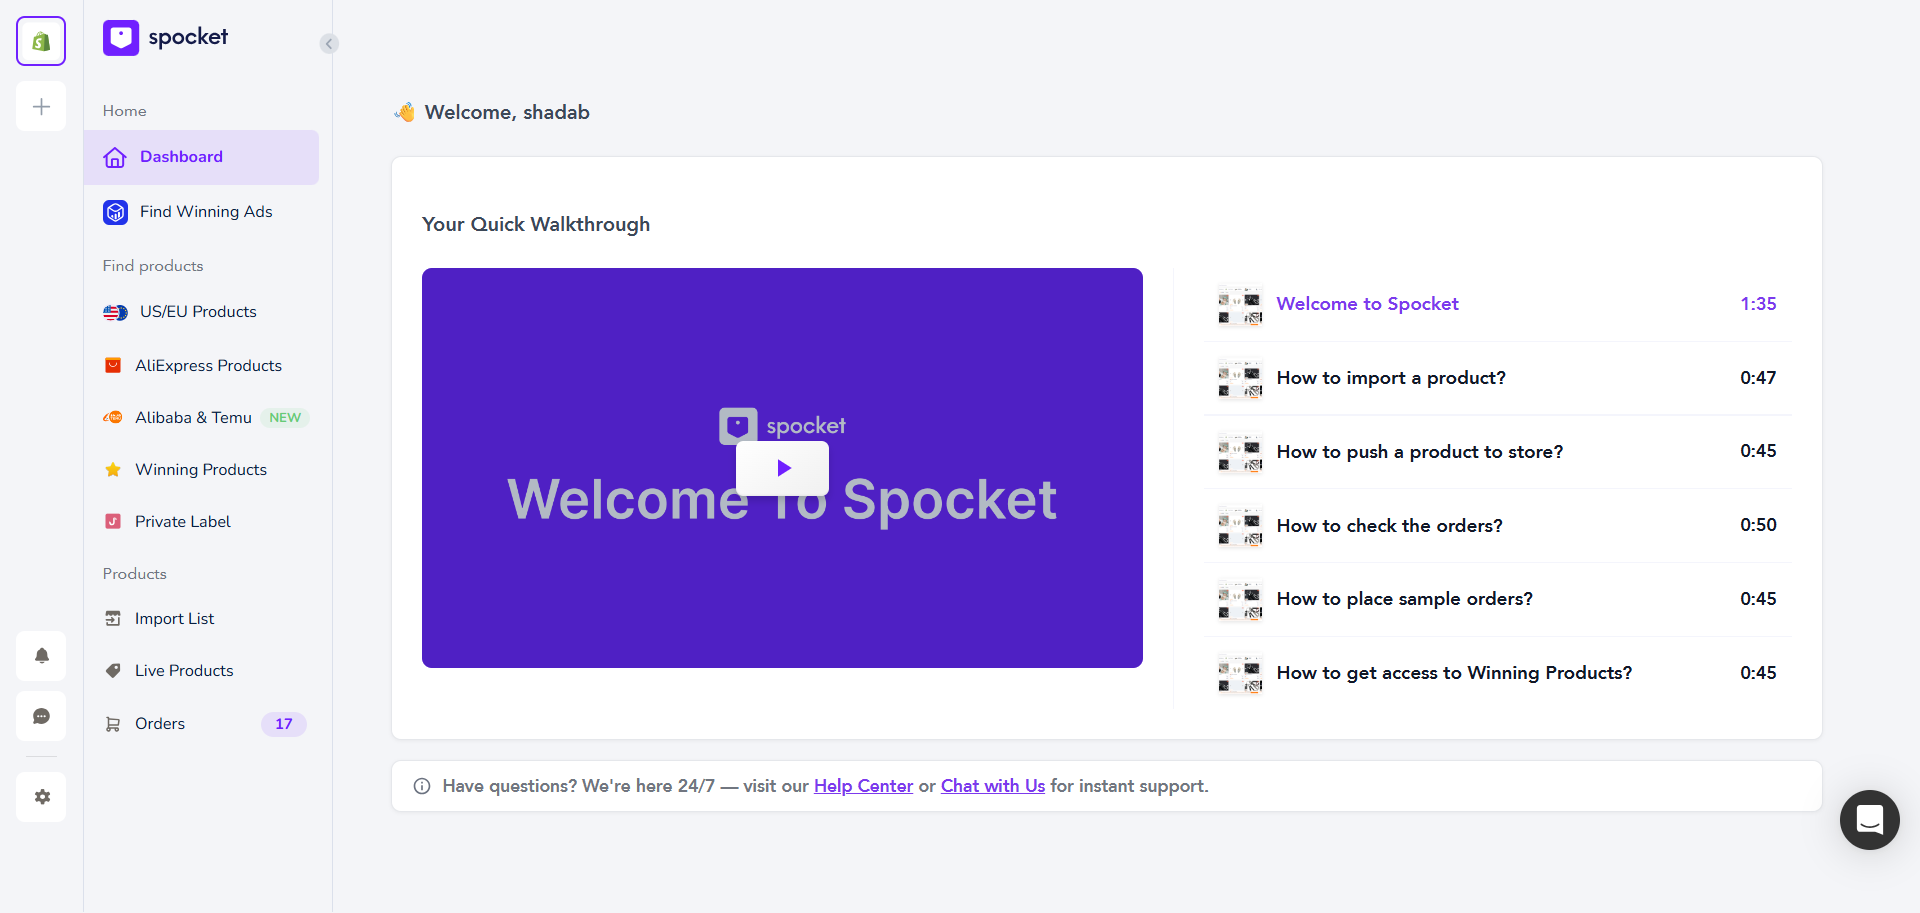 spocket
Home
Dashboard
Find Winning Ads
Find products
US/EU Products
AliExpress Products
Alibaba & Temu NEW
Winning Products
Private Label
Products
Import List
Live Products
Orders 17
Welcome, shadab
Your Quick Walkthrough
spocket
Welcome To Spocket
Welcome to Spocket 1:35
How to import a product? 0:47
How to push a product to store? 0:45
How to check the orders? 0:50
How to place sample orders? 0:45
How to get access to Winning Products? 0:45
Have questions? We're here 24/7 — visit our Help Center or Chat with Us for instant support.